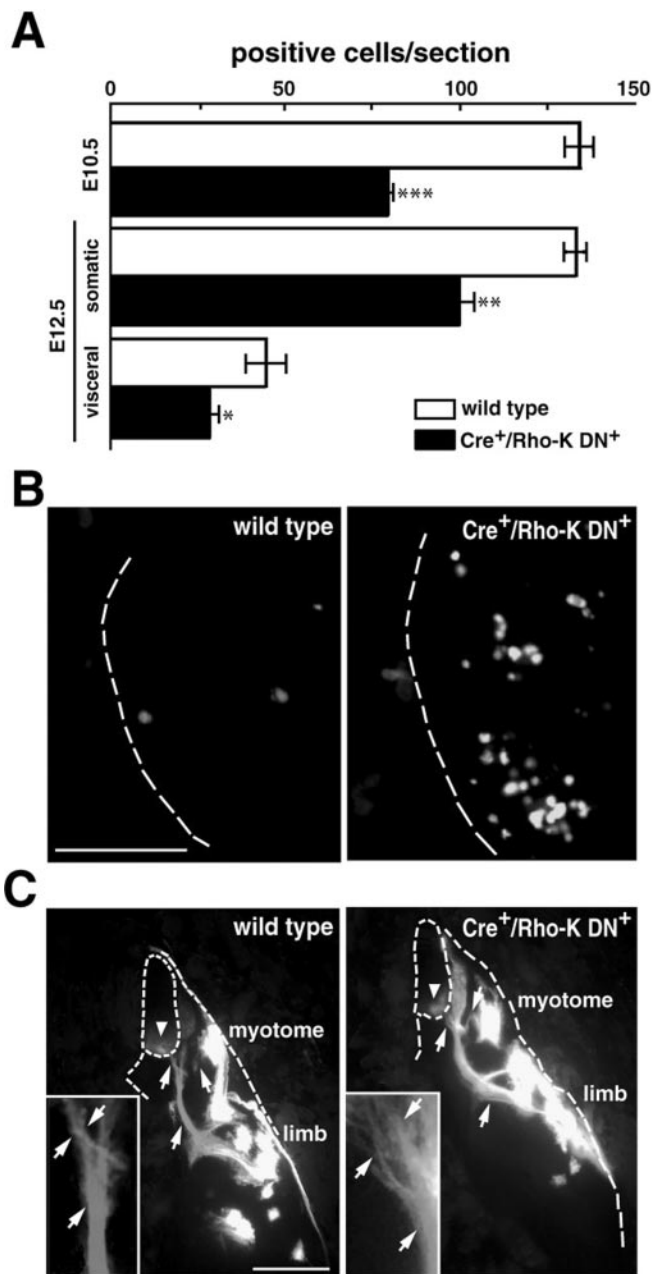 A
positive cells/section
0 50 100 150
E10.5
***
E12.5
somatic
**
visceral
*
wild type
Cre+/Rho-K DN+
B
wild type
Cre+/Rho-K DN+
C
wild type
myotome
limb
Cre+/Rho-K DN+
myotome
limb